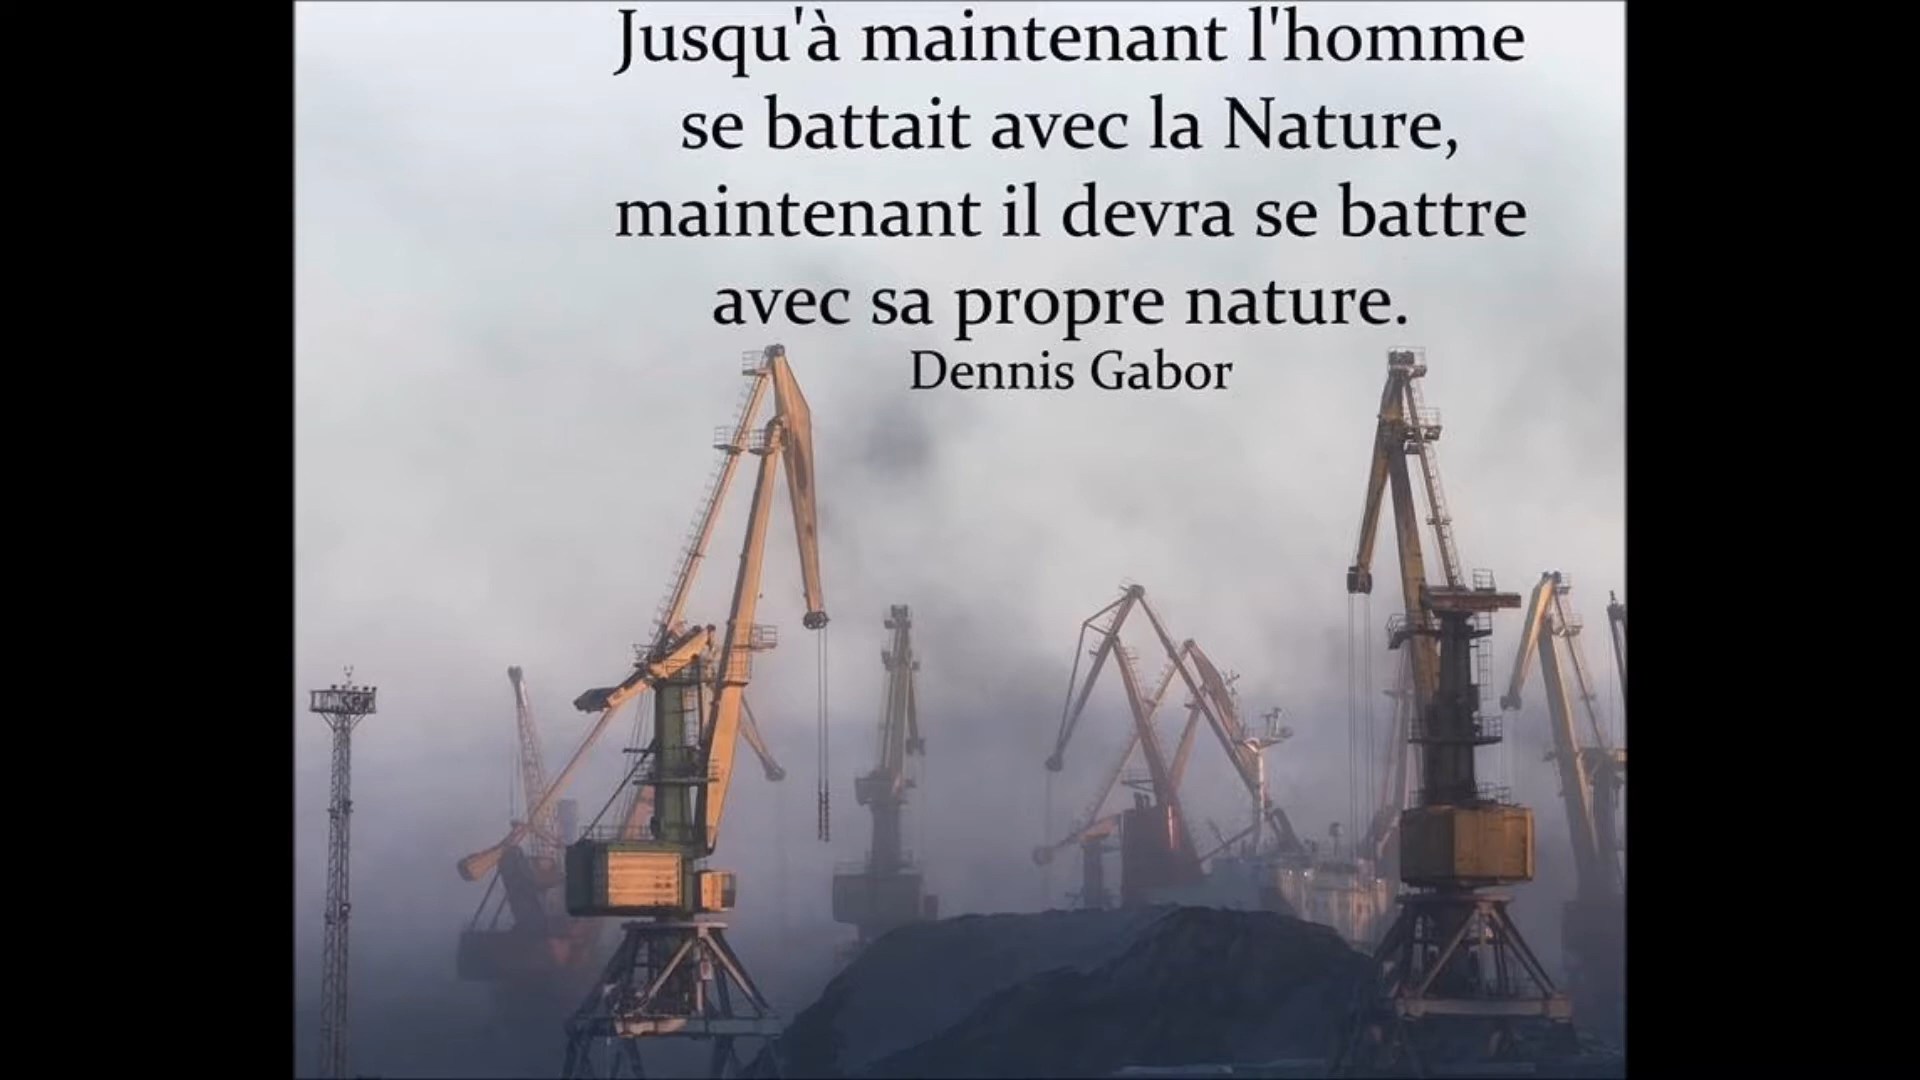 Jusqu'à maintenant l'homme
se battait avec la Nature,
maintenant il devra se battre
avec sa propre nature.
Dennis Gabor